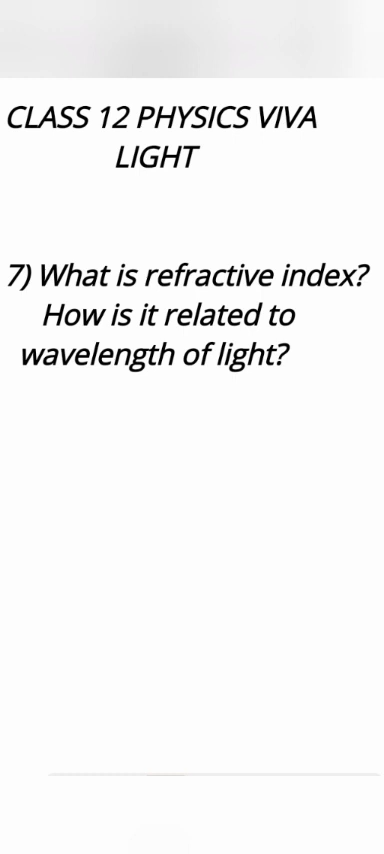 CLASS 12 PHYSICS VIVA
LIGHT
7) What is refractive index?
How is it related to
wavelength of light?